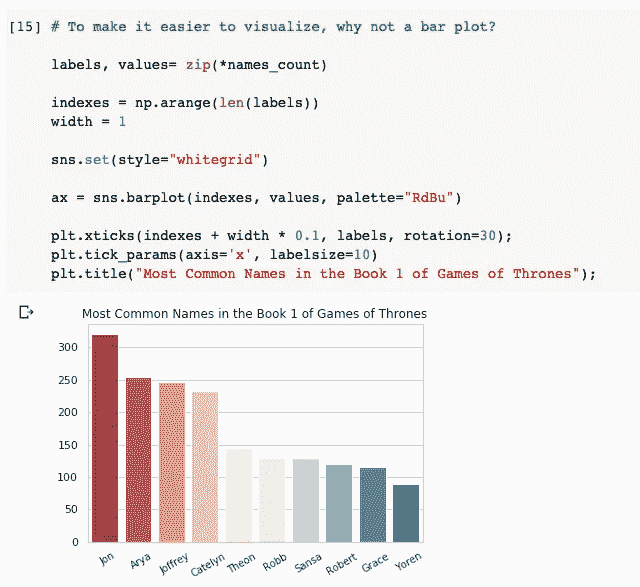 [15] # To make it easier to visualize, why not a bar plot?
labels, values= zip(*names_count)
indexes = np.arange(len(labels))
width = 1
sns.set(style="whitegrid")
ax = sns.barplot(indexes, values, palette="RdBu")
plt.xticks(indexes + width * 0.1, labels, rotation=30);
plt.tick_params(axis='x', labelsize=10)
plt.title("Most Common Names in the Book 1 of Games of Thrones");
Most Common Names in the Book 1 of Games of Thrones
300
250
200
150
100
50
0
Jon Arya Joffrey Catelyn Theon Robb Sansa Robert Grace Yoren